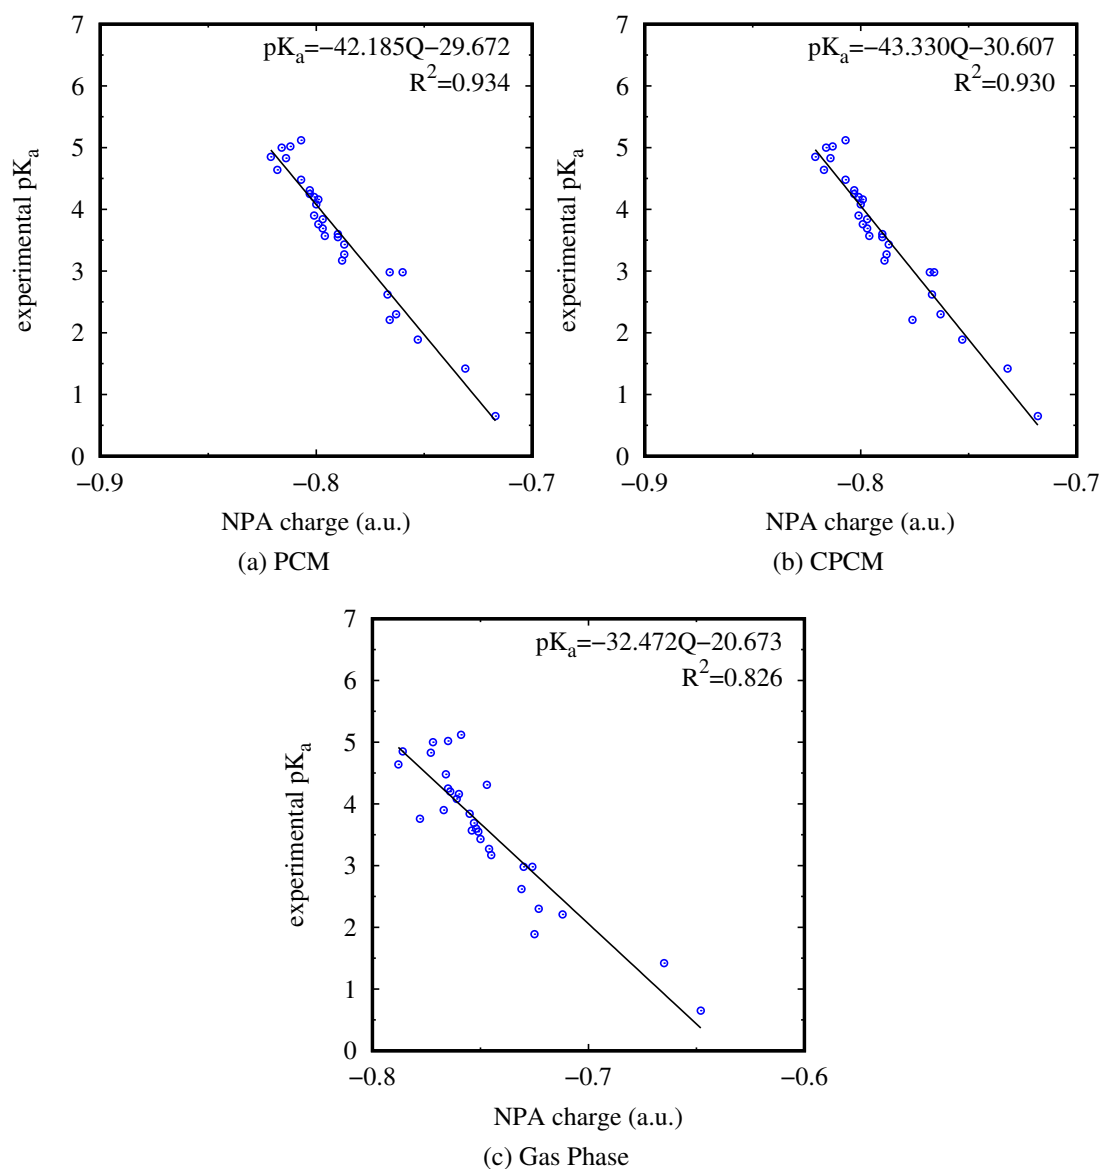 7
6
5
4
3
2
1
0
experimental pKa
pKa=−42.185Q−29.672
R2=0.934
−0.9
−0.8
−0.7
NPA charge (a.u.)
(a) PCM
7
6
5
4
3
2
1
0
experimental pKa
pKa=−43.330Q−30.607
R2=0.930
−0.9
−0.8
−0.7
NPA charge (a.u.)
(b) CPCM
7
6
5
4
3
2
1
0
experimental pKa
pKa=−32.472Q−20.673
R2=0.826
−0.8
−0.7
−0.6
NPA charge (a.u.)
(c) Gas Phase